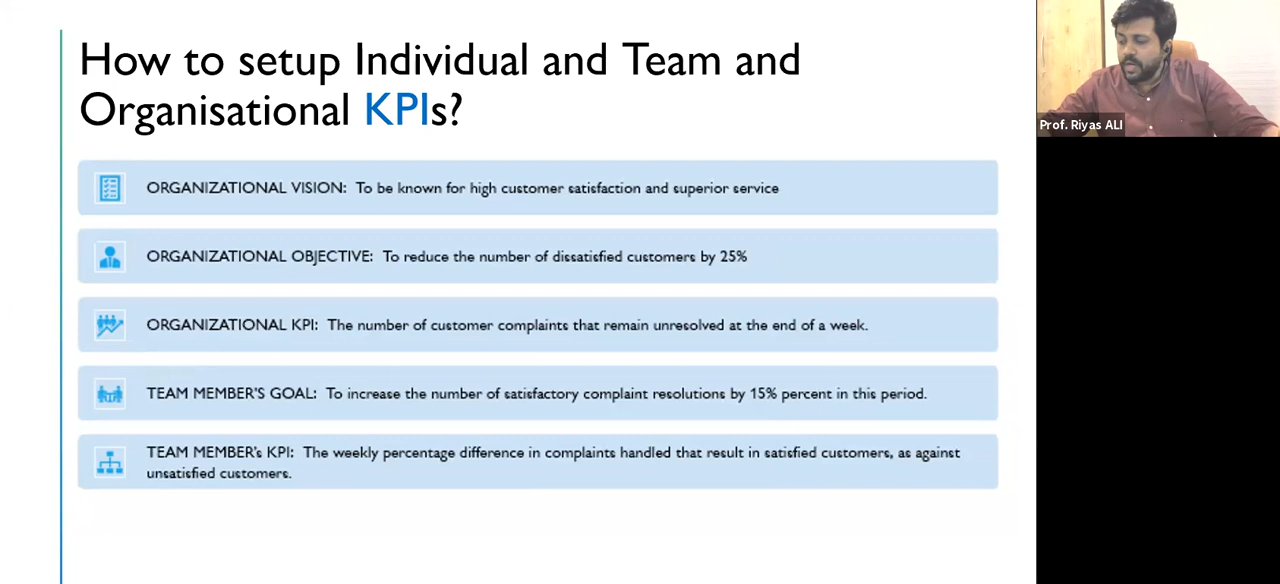 How to setup Individual and Team and
Organisational KPIs?
ORGANIZATIONAL VISION: To be known for high customer satisfaction and superior service
ORGANIZATIONAL OBJECTIVE: To reduce the number of dissatisfied customers by 25%
ORGANIZATIONAL KPI: The number of customer complaints that remain unresolved at the end of a week.
TEAM MEMBER'S GOAL: To increase the number of satisfactory complaint resolutions by 15% percent in this period.
TEAM MEMBER's KPI: The weekly percentage difference in complaints handled that result in satisfied customers, as against
unsatisfied customers.
Prof. Riyas ALI